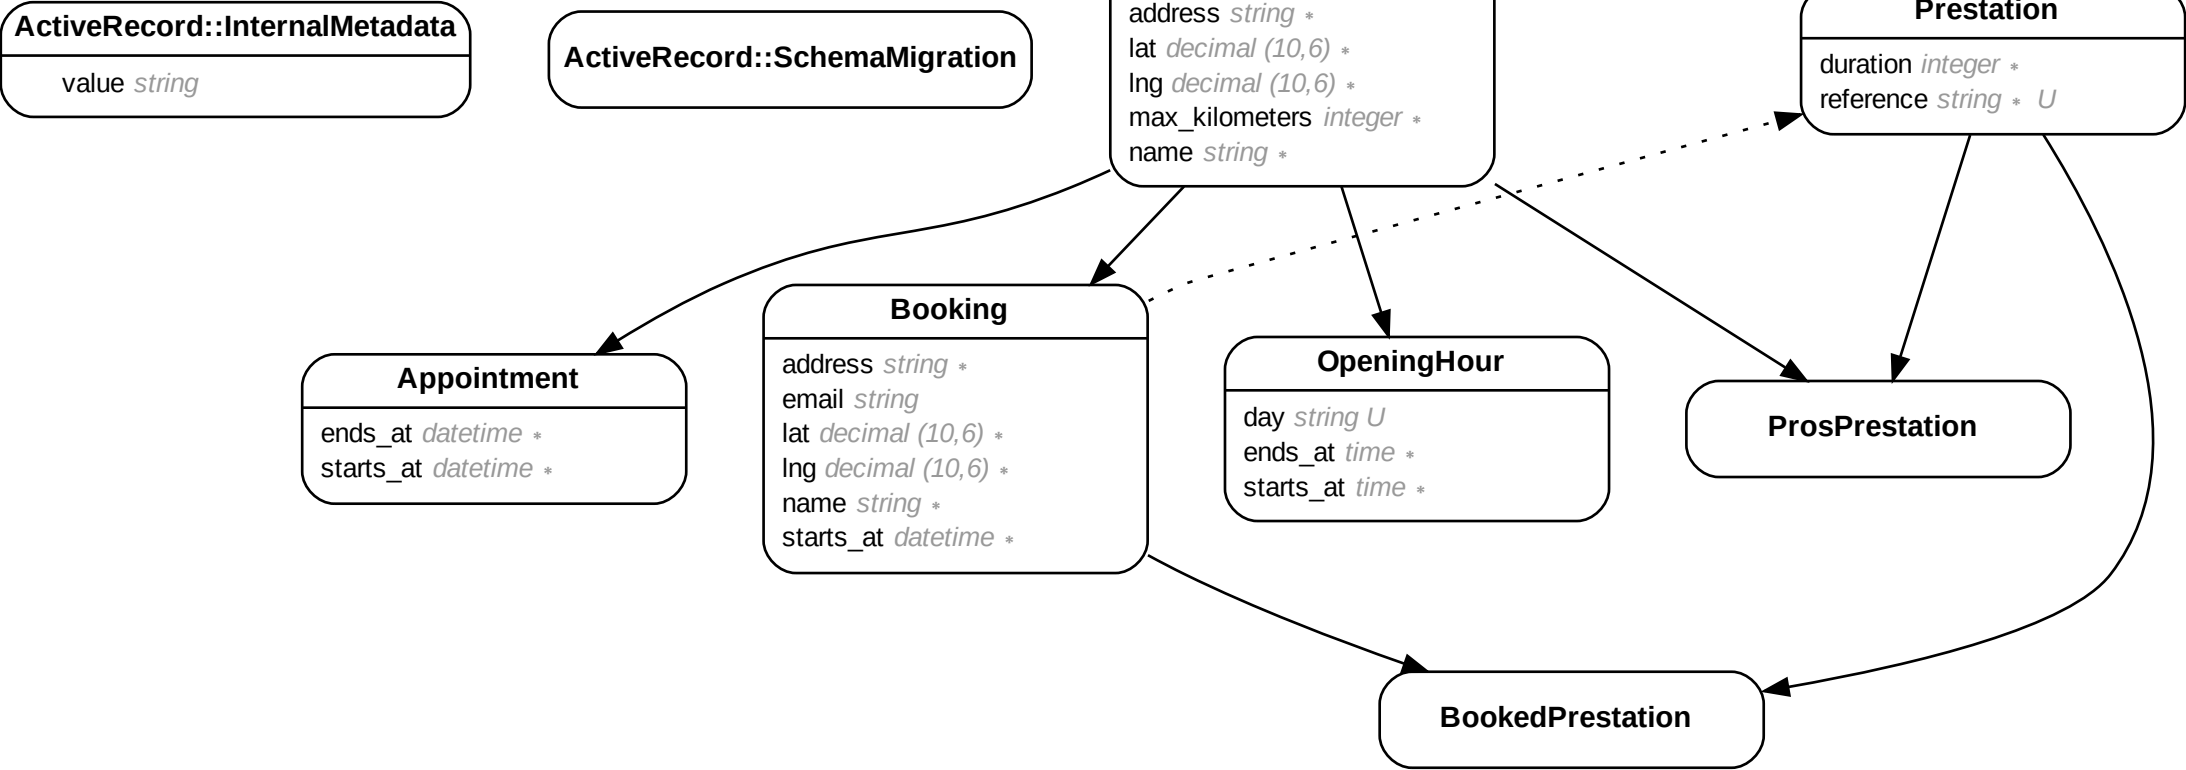 ActiveRecord::InternalMetadata
value string
ActiveRecord::SchemaMigration
address string *
lat decimal (10,6) *
lng decimal (10,6) *
max_kilometers integer *
name string *
Prestation
duration integer *
reference string * U
Appointment
ends_at datetime *
starts_at datetime *
Booking
address string *
email string
lat decimal (10,6) *
lng decimal (10,6) *
name string *
starts_at datetime *
OpeningHour
day string U
ends_at time *
starts_at time *
ProsPrestation
BookedPrestation